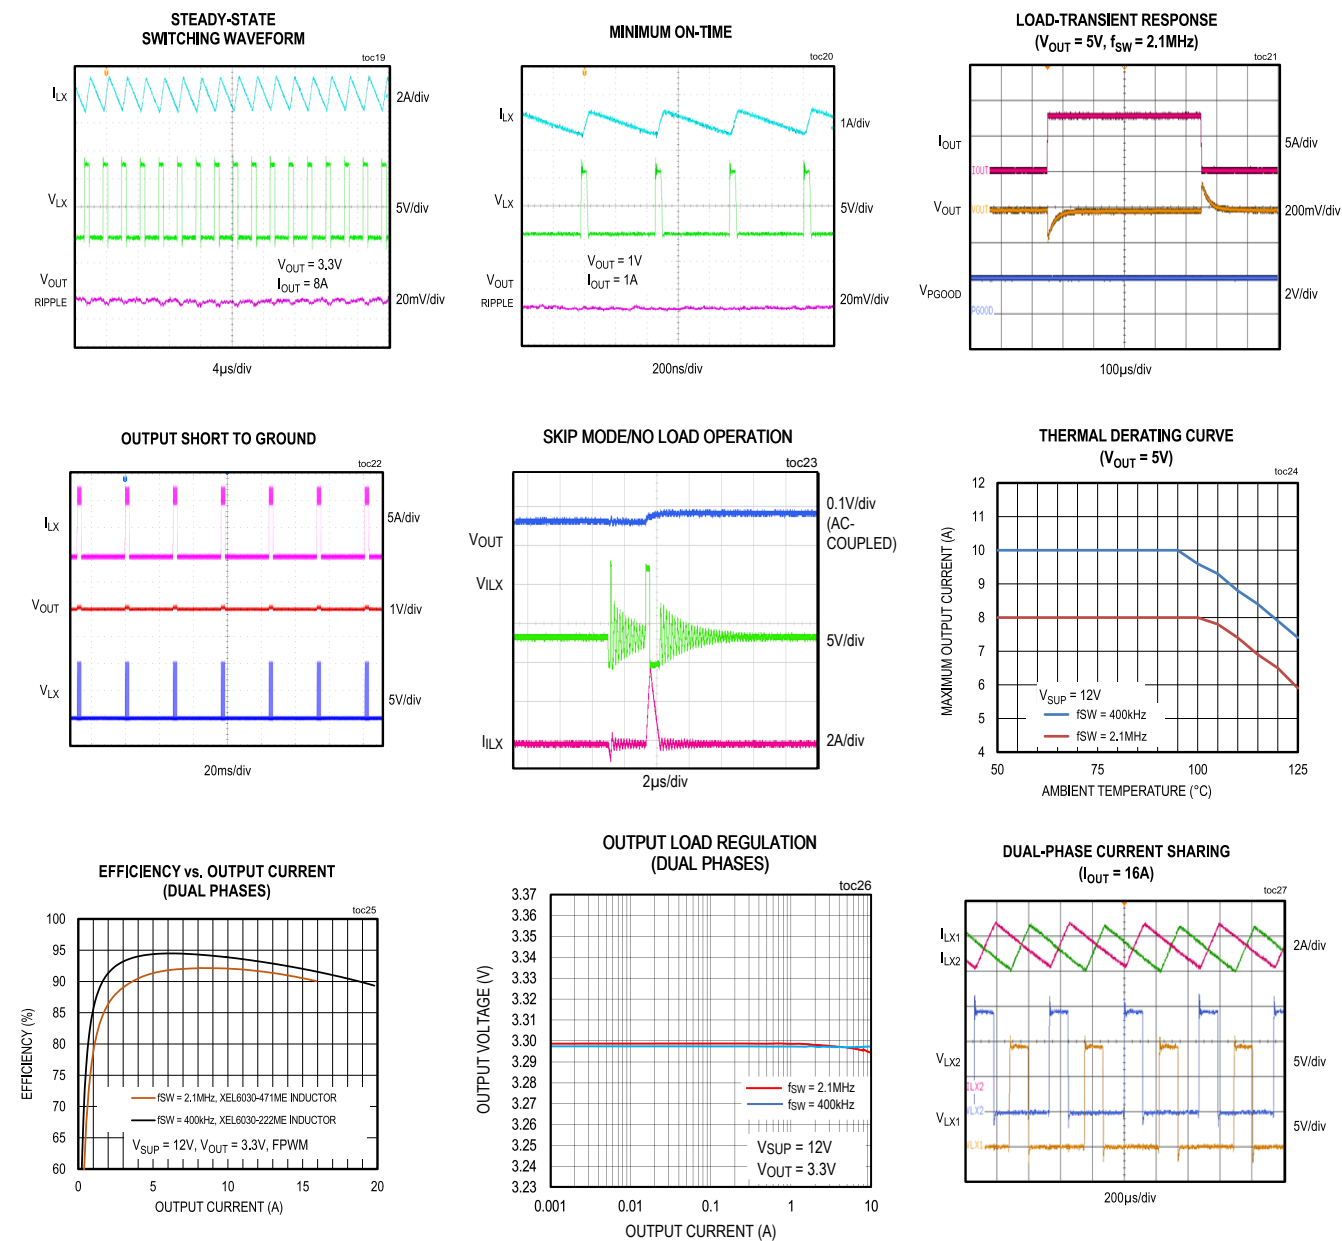 STEADY-STATE
SWITCHING WAVEFORM
toc19
ILX
2A/div
VLX
5V/div
VOUT = 3.3V
IOUT = 8A
VOUT
RIPPLE
20mV/div
4µs/div
MINIMUM ON-TIME
toc20
ILX
1A/div
VLX
5V/div
VOUT = 1V
IOUT = 1A
VOUT
RIPPLE
20mV/div
200ns/div
LOAD-TRANSIENT RESPONSE
(VOUT = 5V, fSW = 2.1MHz)
toc21
IOUT
5A/div
IOUT
VOUT
VOUT
200mV/div
VPGOOD
2V/div
PGOOD
100µs/div
OUTPUT SHORT TO GROUND
toc22
ILX
5A/div
VOUT
1V/div
VLX
5V/div
20ms/div
SKIP MODE/NO LOAD OPERATION
toc23
0.1V/div
(AC-
COUPLED)
VOUT
VILX
5V/div
IILX
2A/div
2µs/div
THERMAL DERATING CURVE
(VOUT = 5V)
toc24
MAXIMUM OUTPUT CURRENT (A)
12
11
10
9
8
7
6
5
4
VSUP = 12V
fSW = 400kHz
fSW = 2.1MHz
50 75 100 125
AMBIENT TEMPERATURE (°C)
EFFICIENCY vs. OUTPUT CURRENT
(DUAL PHASES)
toc25
EFFICIENCY (%)
100
95
90
85
80
75
70
65
60
fSW = 2.1MHz, XEL6030-471ME INDUCTOR
fSW = 400kHz, XEL6030-222ME INDUCTOR
VSUP = 12V, VOUT = 3.3V, FPWM
0 5 10 15 20
OUTPUT CURRENT (A)
OUTPUT LOAD REGULATION
(DUAL PHASES)
toc26
OUTPUT VOLTAGE (V)
3.37
3.36
3.35
3.34
3.33
3.32
3.31
3.30
3.29
3.28
3.27
3.26
3.25
3.24
3.23
fSW = 2.1MHz
fSW = 400kHz
VSUP = 12V
VOUT = 3.3V
0.001 0.01 0.1 1 10
OUTPUT CURRENT (A)
DUAL-PHASE CURRENT SHARING
(IOUT = 16A)
toc27
ILX1
ILX2
2A/div
VLX2
5V/div
ILX2
VLX2
VLX1
5V/div
VLX1
200µs/div